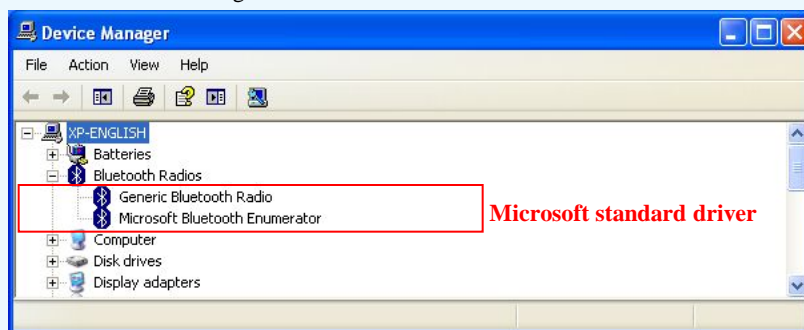 Device Manager
File Action View Help
XP-ENGLISH
Batteries
Bluetooth Radios
Generic Bluetooth Radio
Microsoft Bluetooth Enumerator
Microsoft standard driver
Computer
Disk drives
Display adapters